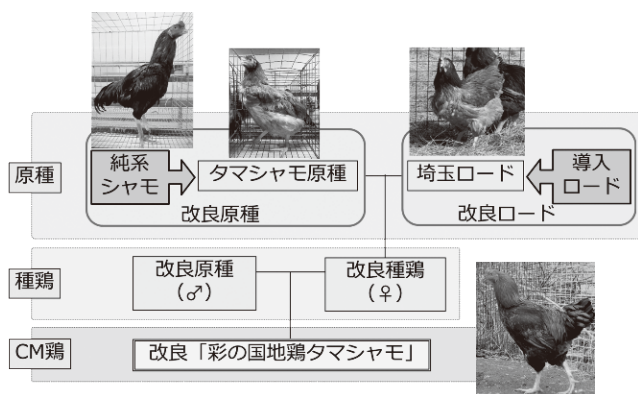 原種
純系
シャモ
タマシャモ原種
改良原種
埼玉ロード
導入
ロード
改良ロード
種鶏
改良原種
(♂)
改良種鶏
(♀)
CM鶏
改良「彩の国地鶏タマシャモ」